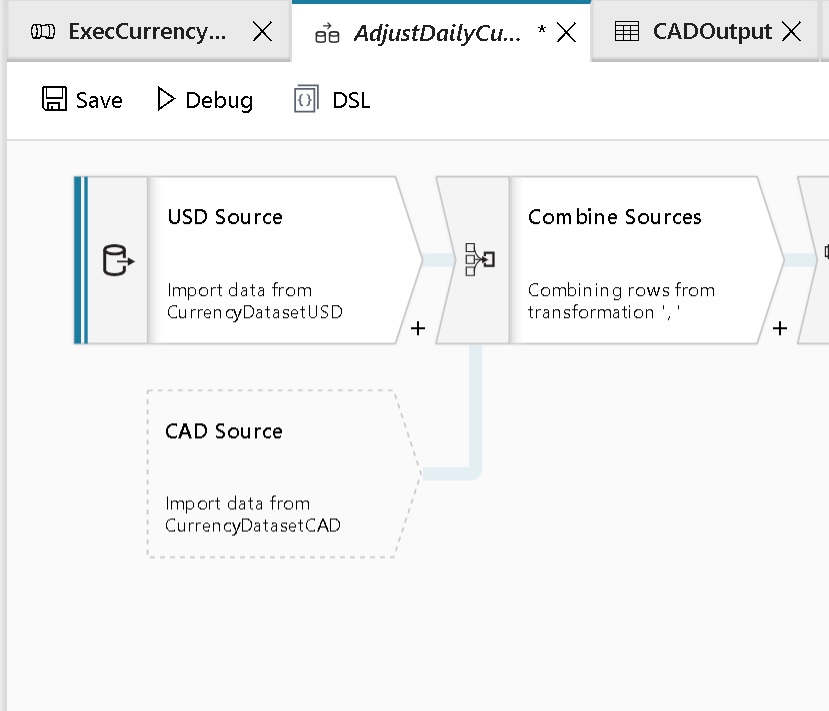 ExecCurrency...
AdjustDailyCu... *
CADOutput
Save
Debug
DSL
USD Source
Import data from
CurrencyDatasetUSD
+
Combine Sources
Combining rows from
transformation ', '
+
CAD Source
Import data from
CurrencyDatasetCAD